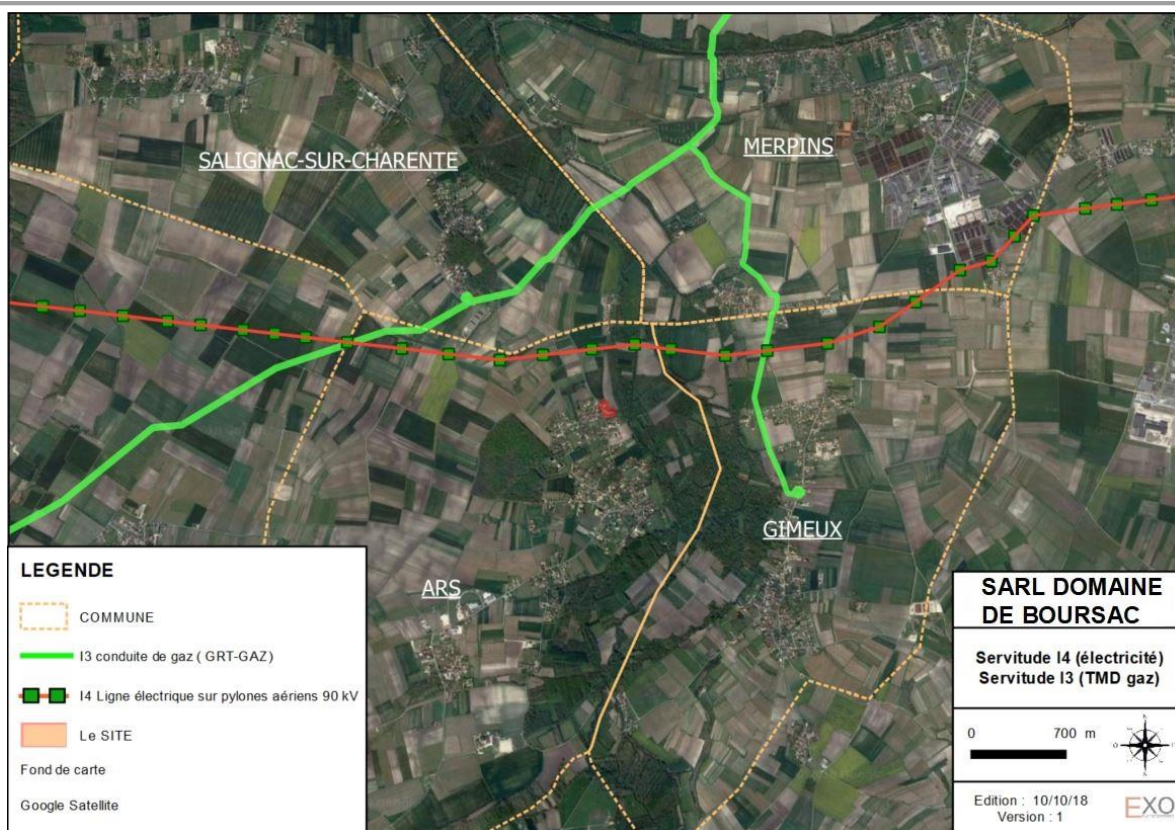 SALIGNAC-SUR-CHARENTE
MERPINS
GIMEUX
ARS
LEGENDE
COMMUNE
I3 conduite de gaz ( GRT-GAZ)
I4 Ligne électrique sur pylones aériens 90 kV
Le SITE
Fond de carte
Google Satellite
SARL DOMAINE
DE BOURSAC
Servitude I4 (électricité)
Servitude I3 (TMD gaz)
0 700 m
Edition : 10/10/18
Version : 1
EXO